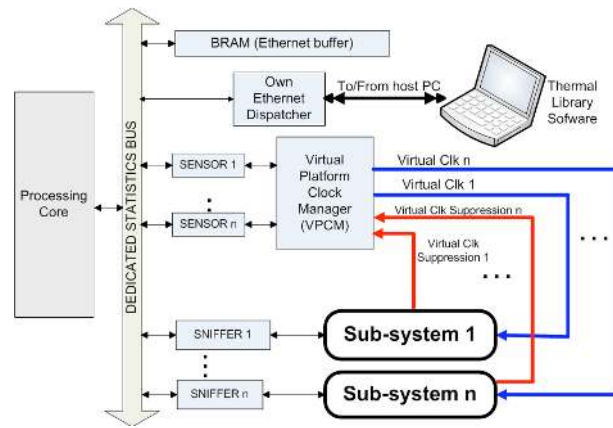 BRAM (Ethernet buffer)
Own
Ethernet
Dispatcher
To/From host PC
Thermal
Library
Sofware
Processing
Core
DEDICATED STATISTICS BUS
SENSOR 1
SENSOR n
Virtual
Platform
Clock
Manager
(VPCM)
Virtual Clk n
Virtual Clk 1
Virtual Clk Suppression n
Virtual Clk
Suppression 1
SNIFFER 1
Sub-system 1
SNIFFER n
Sub-system n